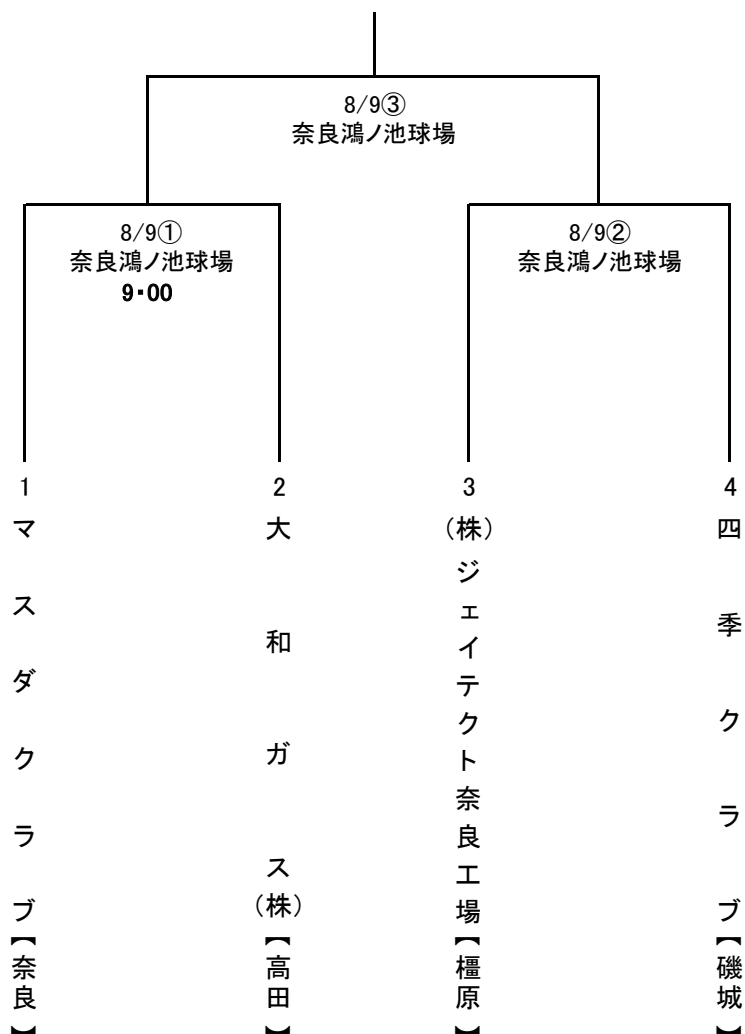 8/9③
奈良鴻ノ池球場
8/9①
奈良鴻ノ池球場
9・00
8/9②
奈良鴻ノ池球場
1
マスダクラブ【奈良】
2
大和ガス(株)【高田】
3
(株)ジェイテクト奈良工場【橿原】
4
四季クラブ【磯城】